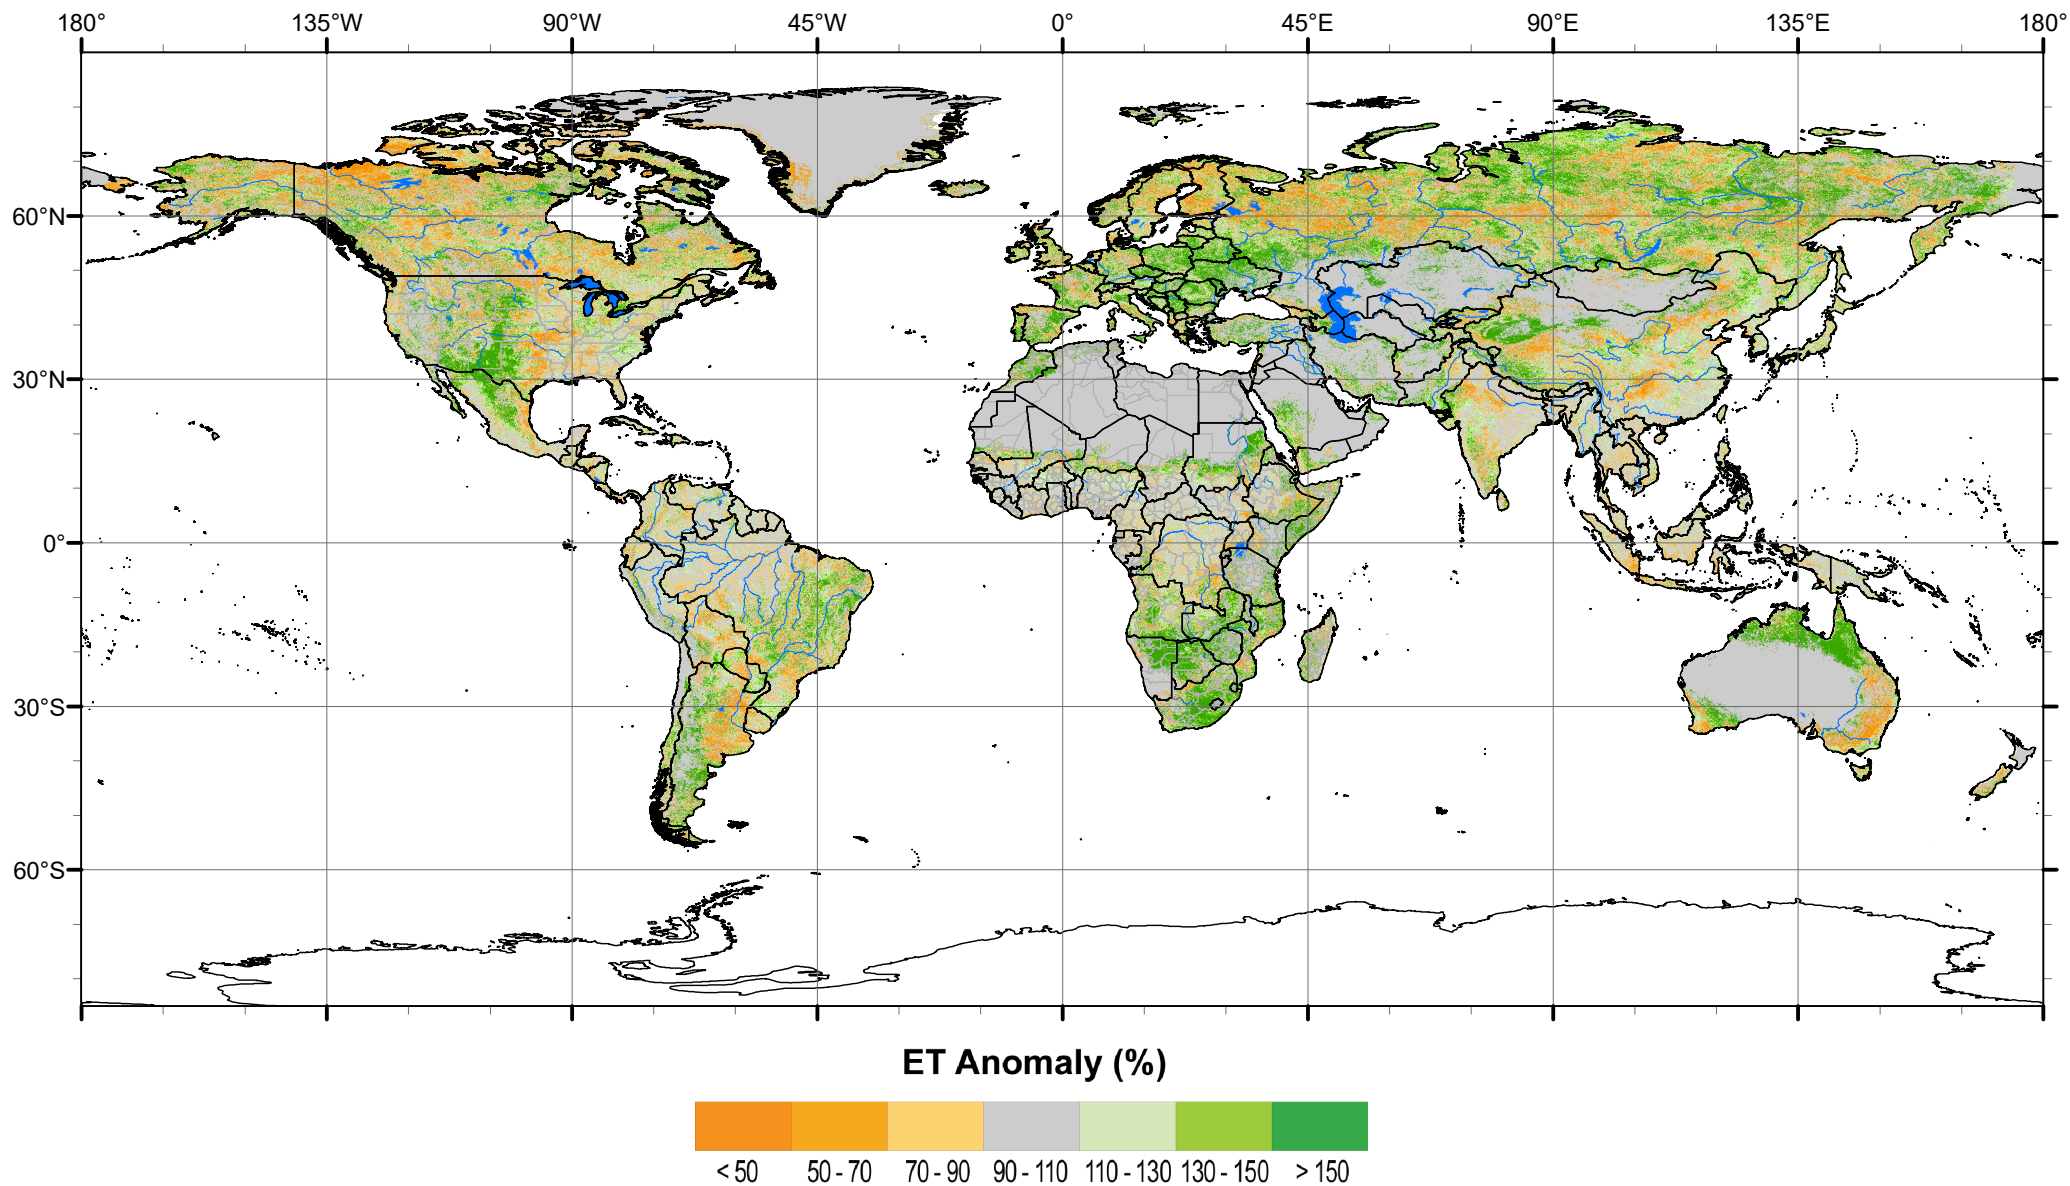 180° 135°W 90°W 45°W 0° 45°E 90°E 135°E 180°
60°N
30°N
0°
30°S
60°S
ET Anomaly (%)
< 50 50 - 70 70 - 90 90 - 110 110 - 130 130 - 150 > 150